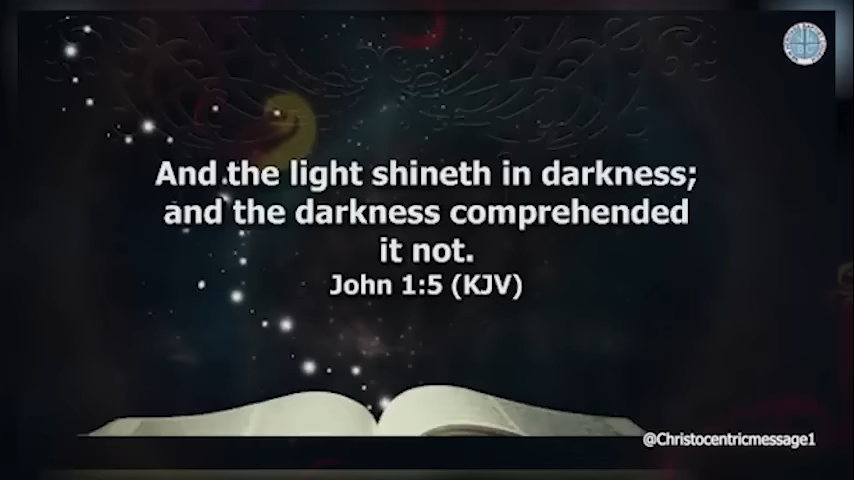 And the light shineth in darkness;
and the darkness comprehended
it not.
John 1:5 (KJV)
@Christocentricmessage1